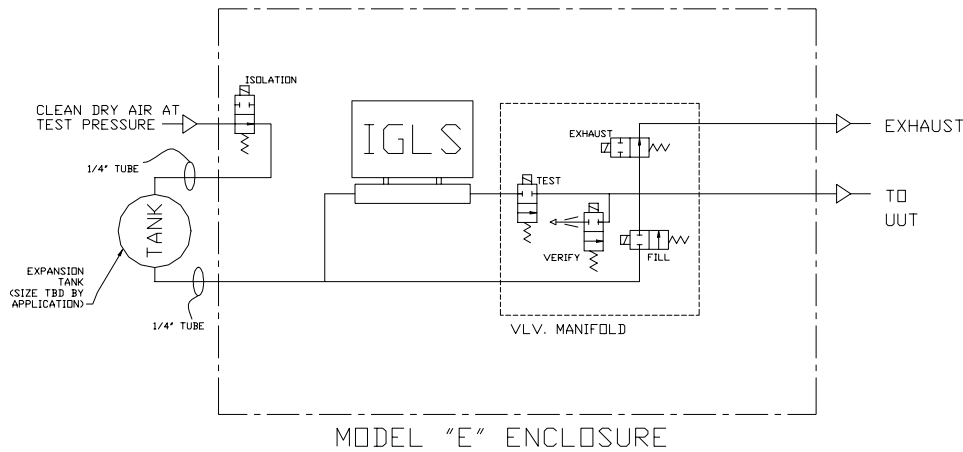 ISOLATION
CLEAN DRY AIR AT
TEST PRESSURE
1/4" TUBE
TANK
EXPANSION
TANK
(SIZE TBD BY
APPLICATION)
1/4" TUBE
IGLS
EXHAUST
TEST
VERIFY
FILL
VLV. MANIFOLD
EXHAUST
TO
UUT
MODEL "E" ENCLOSURE